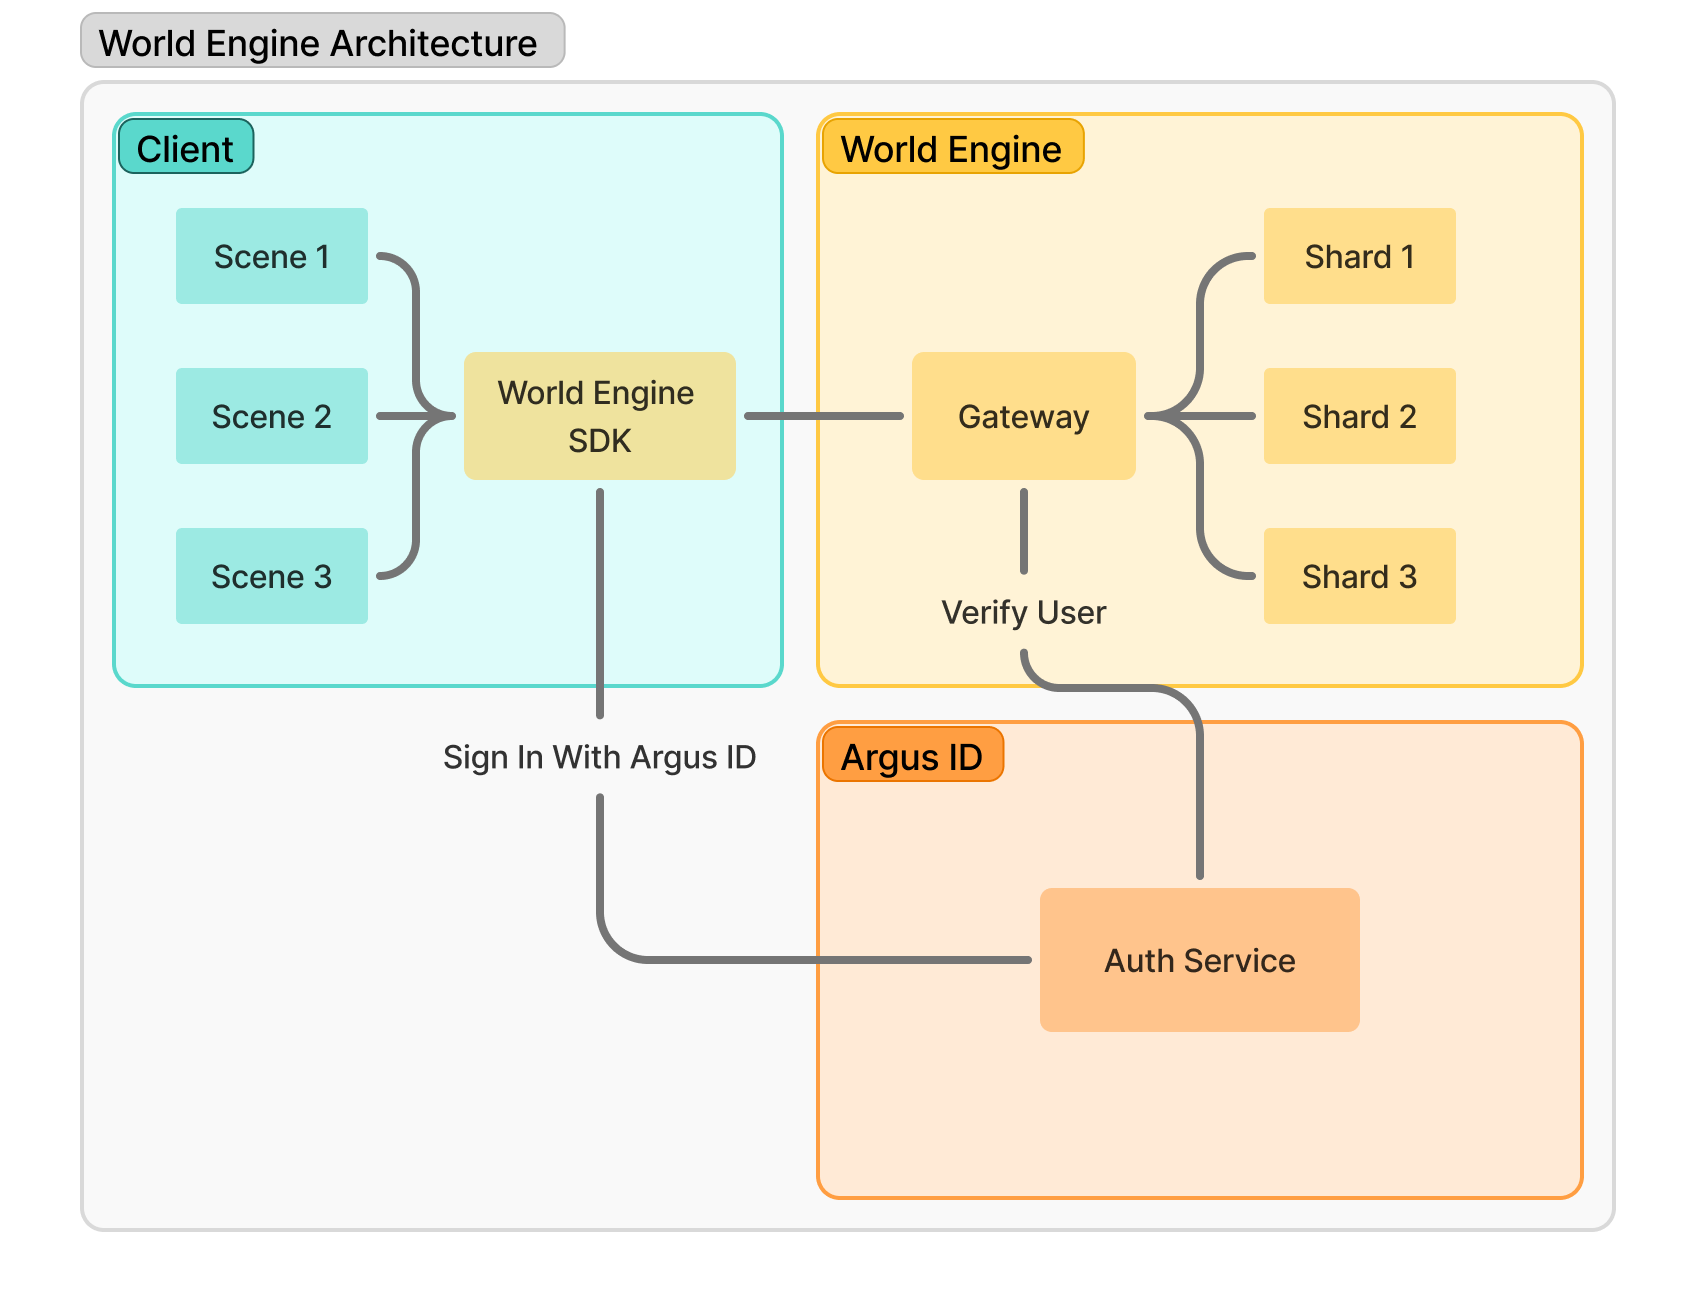 World Engine Architecture
Client
World Engine
Scene 1
Scene 2
Scene 3
World Engine
SDK
Gateway
Shard 1
Shard 2
Shard 3
Verify User
Sign In With Argus ID
Argus ID
Auth Service